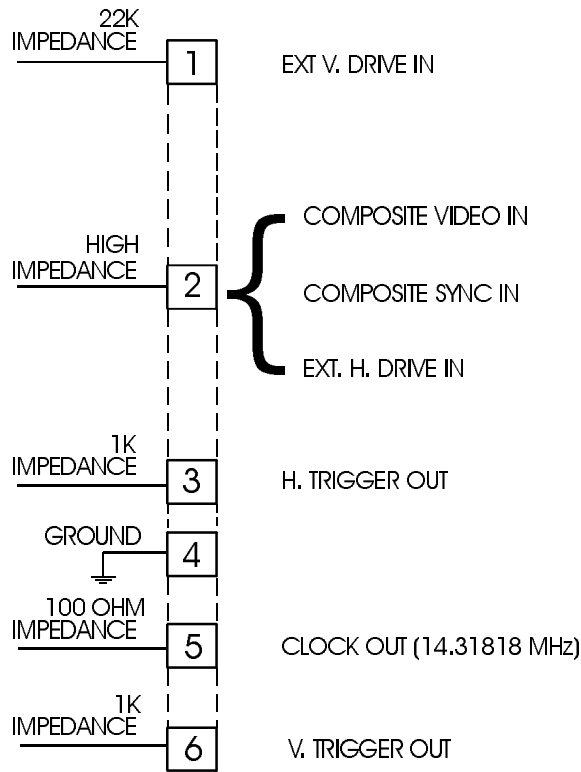 22K
IMPEDANCE
1
EXT V. DRIVE IN
HIGH
IMPEDANCE
2
COMPOSITE VIDEO IN
COMPOSITE SYNC IN
EXT. H. DRIVE IN
1K
IMPEDANCE
3
H. TRIGGER OUT
GROUND
4
100 OHM
IMPEDANCE
5
CLOCK OUT (14.31818 MHz)
1K
IMPEDANCE
6
V. TRIGGER OUT